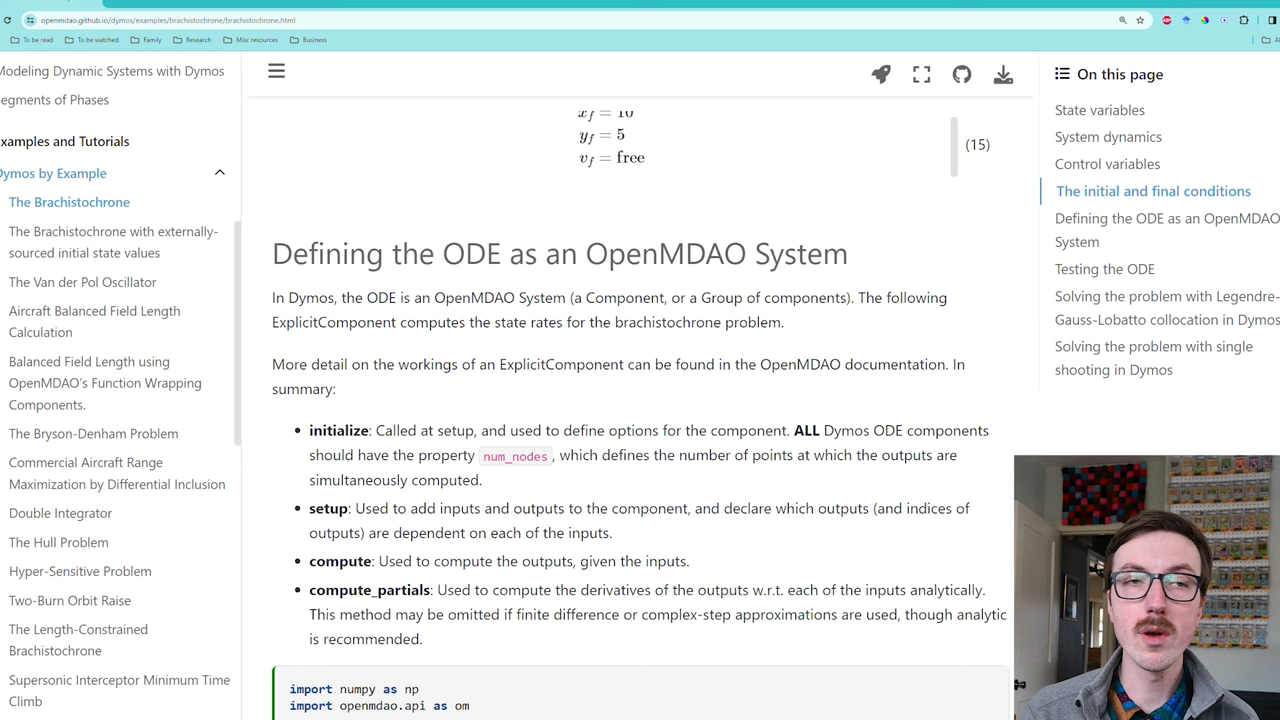 openmdao.github.io/dymos/examples/brachistochrone/brachistochrone.html
To be read
To be watched
Family
Research
Misc resources
Business
Modeling Dynamic Systems with Dymos
Segments of Phases
Examples and Tutorials
Dymos by Example
The Brachistochrone
The Brachistochrone with externally-
sourced initial state values
The Van der Pol Oscillator
Aircraft Balanced Field Length
Calculation
Balanced Field Length using
OpenMDAO's Function Wrapping
Components.
The Bryson-Denham Problem
Commercial Aircraft Range
Maximization by Differential Inclusion
Double Integrator
The Hull Problem
Hyper-Sensitive Problem
Two-Burn Orbit Raise
The Length-Constrained
Brachistochrone
Supersonic Interceptor Minimum Time
Climb
x_f = 10
y_f = 5
v_f = free
(15)
Defining the ODE as an OpenMDAO System
In Dymos, the ODE is an OpenMDAO System (a Component, or a Group of components). The following
ExplicitComponent computes the state rates for the brachistochrone problem.
More detail on the workings of an ExplicitComponent can be found in the OpenMDAO documentation. In
summary:
• initialize: Called at setup, and used to define options for the component. ALL Dymos ODE components
should have the property num_nodes, which defines the number of points at which the outputs are
simultaneously computed.
• setup: Used to add inputs and outputs to the component, and declare which outputs (and indices of
outputs) are dependent on each of the inputs.
• compute: Used to compute the outputs, given the inputs.
• compute_partials: Used to compute the derivatives of the outputs w.r.t. each of the inputs analytically.
This method may be omitted if finite difference or complex-step approximations are used, though analytic
is recommended.
import numpy as np
import openmdao.api as om
On this page
State variables
System dynamics
Control variables
The initial and final conditions
Defining the ODE as an OpenMDAO
System
Testing the ODE
Solving the problem with Legendre-
Gauss-Lobatto collocation in Dymos
Solving the problem with single
shooting in Dymos